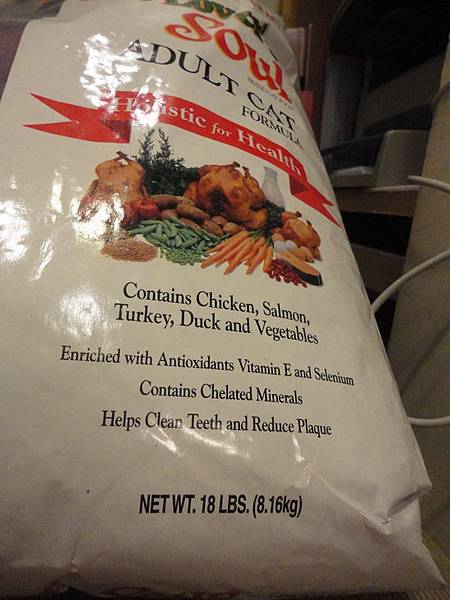 Soul
ADULT CAT
FORMULA
Holistic for Health
Contains Chicken, Salmon,
Turkey, Duck and Vegetables
Enriched with Antioxidants Vitamin E and Selenium
Contains Chelated Minerals
Helps Clean Teeth and Reduce Plaque
NET WT. 18 LBS. (8.16kg)